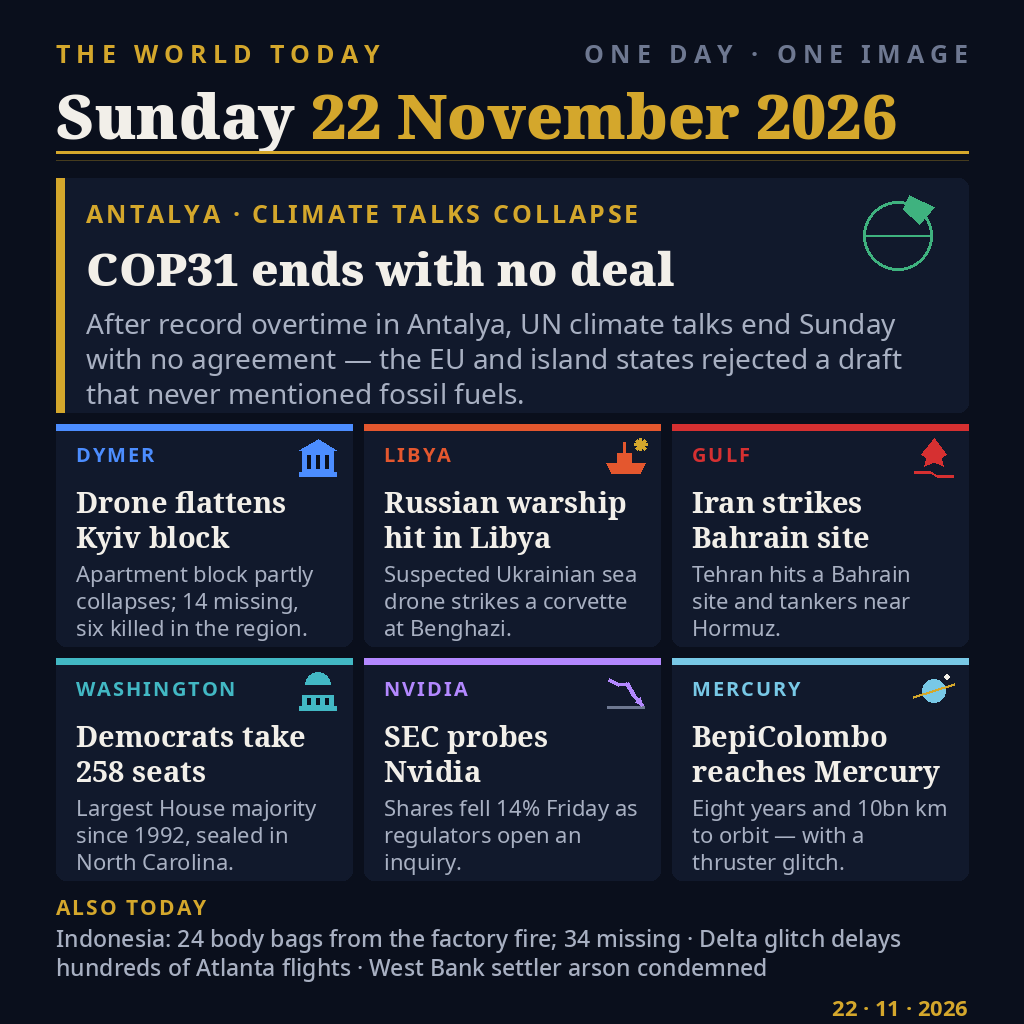 THE WORLD TODAY
ONE DAY · ONE IMAGE
Sunday 22 November 2026
ANTALYA · CLIMATE TALKS COLLAPSE
COP31 ends with no deal
After record overtime in Antalya, UN climate talks end Sunday
with no agreement — the EU and island states rejected a draft
that never mentioned fossil fuels.
DYMER
Drone flattens
Kyiv block
Apartment block partly
collapses; 14 missing,
six killed in the region.
LIBYA
Russian warship
hit in Libya
Suspected Ukrainian sea
drone strikes a corvette
at Benghazi.
GULF
Iran strikes
Bahrain site
Tehran hits a Bahrain
site and tankers near
Hormuz.
WASHINGTON
Democrats take
258 seats
Largest House majority
since 1992, sealed in
North Carolina.
NVIDIA
SEC probes
Nvidia
Shares fell 14% Friday as
regulators open an
inquiry.
MERCURY
BepiColombo
reaches Mercury
Eight years and 10bn km
to orbit — with a
thruster glitch.
ALSO TODAY
Indonesia: 24 body bags from the factory fire; 34 missing · Delta glitch delays
hundreds of Atlanta flights · West Bank settler arson condemned
22 · 11 · 2026